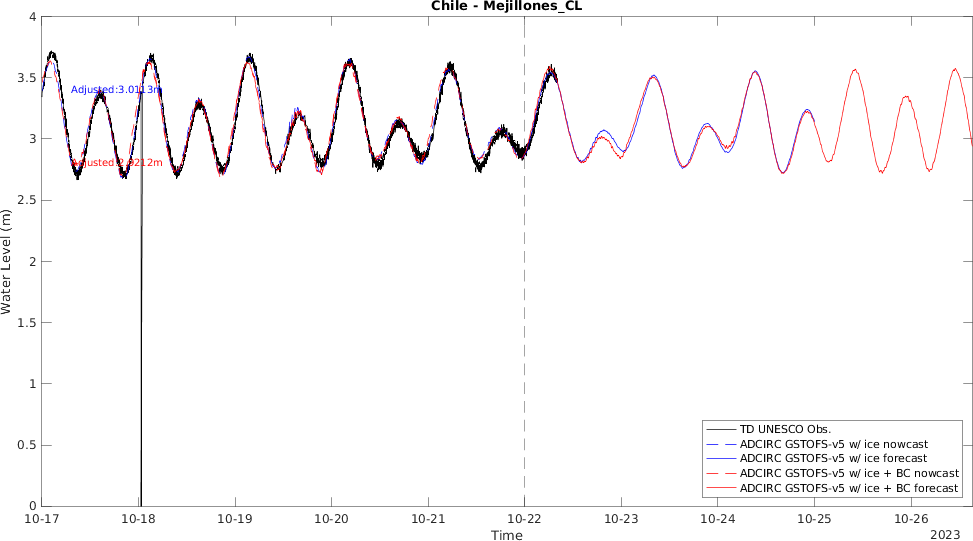 Chile - Mejillones_CL
4
3.5
3
2.5
2
1.5
1
0.5
0
Water Level (m)
Adjusted:3.0113m
Adjusted:2.9212m
TD UNESCO Obs.
ADCIRC GSTOFS-v5 w/ ice nowcast
ADCIRC GSTOFS-v5 w/ ice forecast
ADCIRC GSTOFS-v5 w/ ice + BC nowcast
ADCIRC GSTOFS-v5 w/ ice + BC forecast
10-17 10-18 10-19 10-20 10-21 10-22 10-23 10-24 10-25 10-26
Time
2023